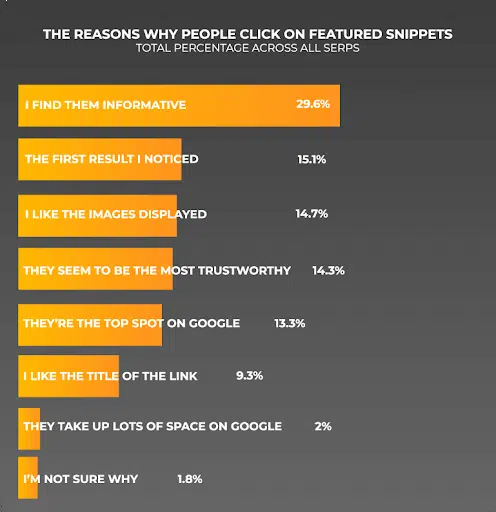 THE REASONS WHY PEOPLE CLICK ON FEATURED SNIPPETS
TOTAL PERCENTAGE ACROSS ALL SERPS
I FIND THEM INFORMATIVE 29.6%
THE FIRST RESULT I NOTICED 15.1%
I LIKE THE IMAGES DISPLAYED 14.7%
THEY SEEM TO BE THE MOST TRUSTWORTHY 14.3%
THEY'RE THE TOP SPOT ON GOOGLE 13.3%
I LIKE THE TITLE OF THE LINK 9.3%
THEY TAKE UP LOTS OF SPACE ON GOOGLE 2%
I'M NOT SURE WHY 1.8%